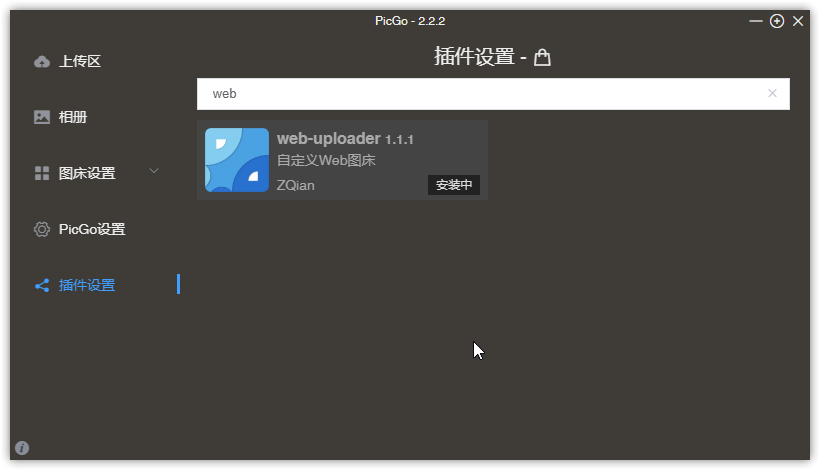 PicGo - 2.2.2
上传区
相册
图床设置
PicGo设置
插件设置
插件设置 -
web
web-uploader 1.1.1
自定义Web图床
ZQian
安装中